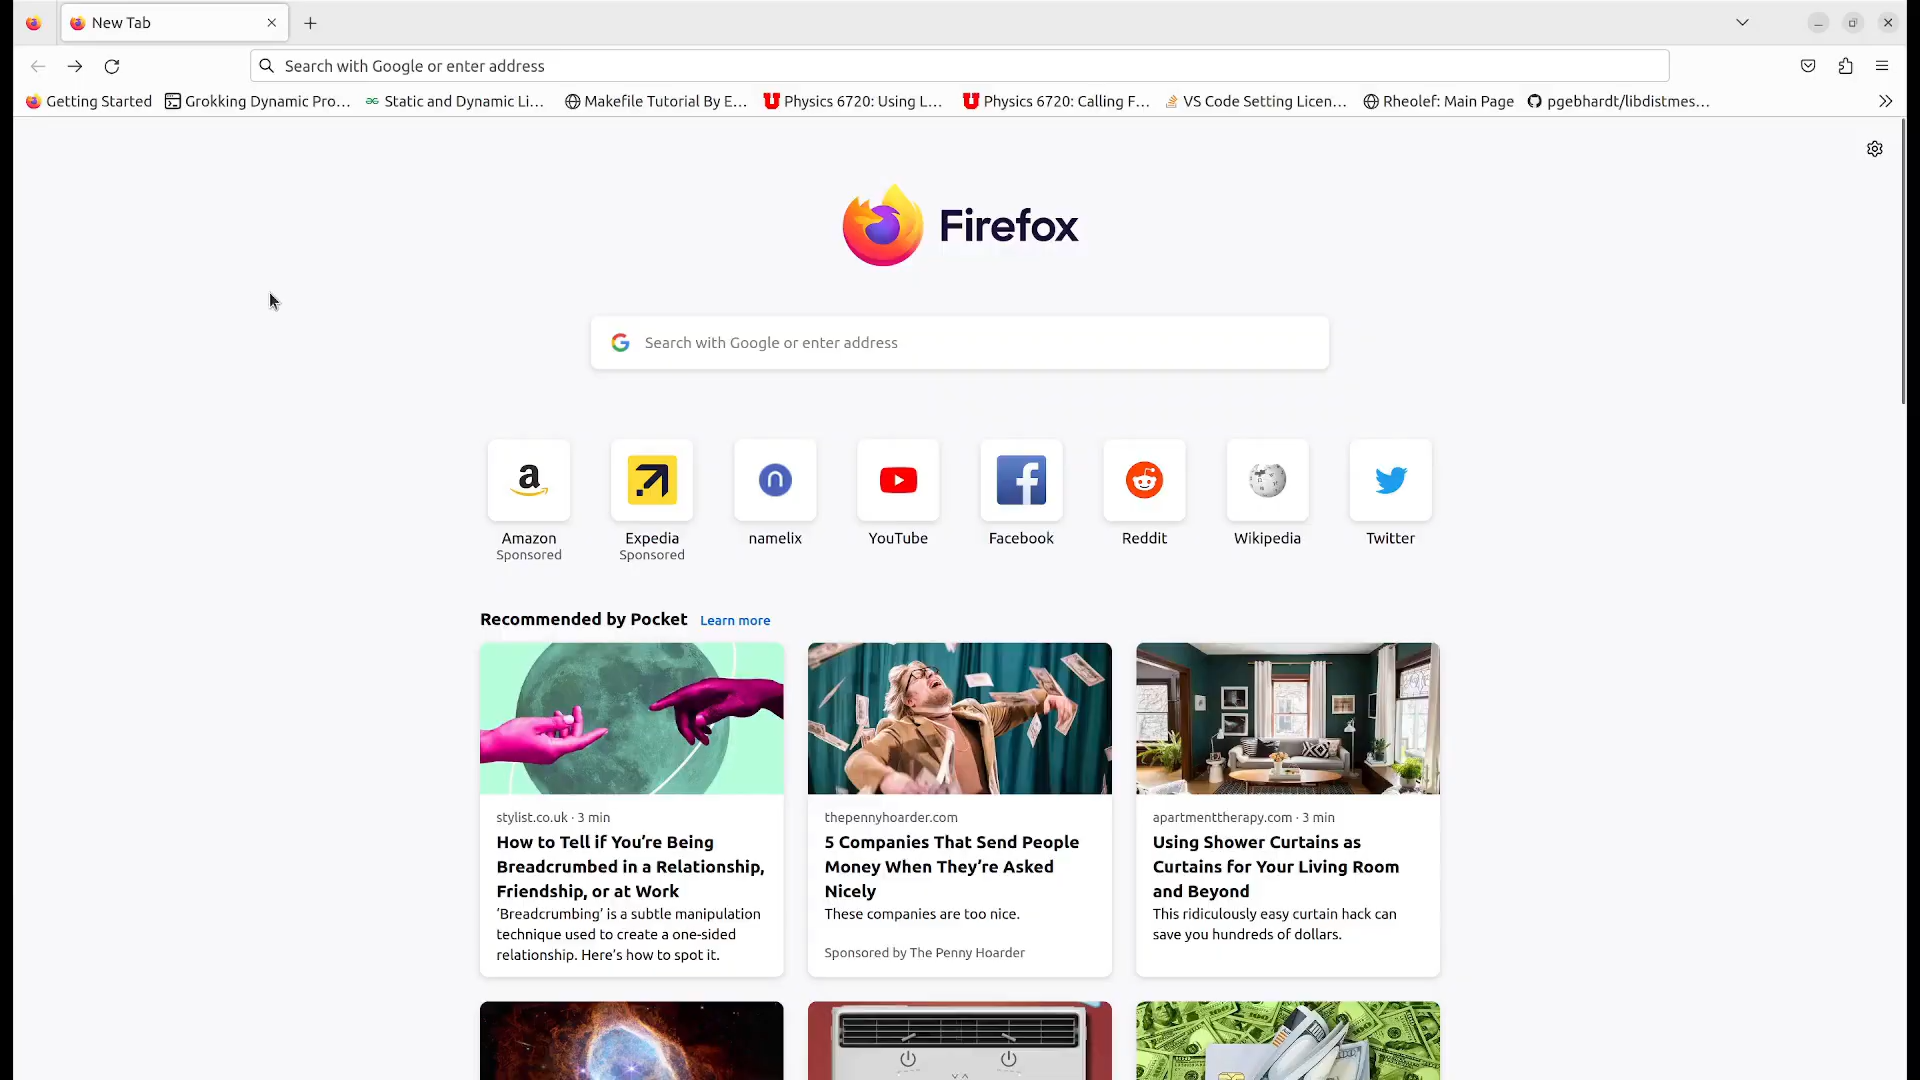 New Tab
Search with Google or enter address
Getting Started
Grokking Dynamic Pro...
Static and Dynamic Li...
Makefile Tutorial By E...
Physics 6720: Using L...
Physics 6720: Calling F...
VS Code Setting Licen...
Rheolef: Main Page
pgebhardt/libdistmes...
Firefox
Search with Google or enter address
Amazon
Sponsored
Expedia
Sponsored
namelix
YouTube
Facebook
Reddit
Wikipedia
Twitter
Recommended by Pocket Learn more
stylist.co.uk · 3 min
How to Tell if You’re Being
Breadcrumbed in a Relationship,
Friendship, or at Work
‘Breadcrumbing’ is a subtle manipulation
technique used to create a one-sided
relationship. Here’s how to spot it.
thepennyhoarder.com
5 Companies That Send People
Money When They’re Asked
Nicely
These companies are too nice.
Sponsored by The Penny Hoarder
apartmenttherapy.com · 3 min
Using Shower Curtains as
Curtains for Your Living Room
and Beyond
This ridiculously easy curtain hack can
save you hundreds of dollars.